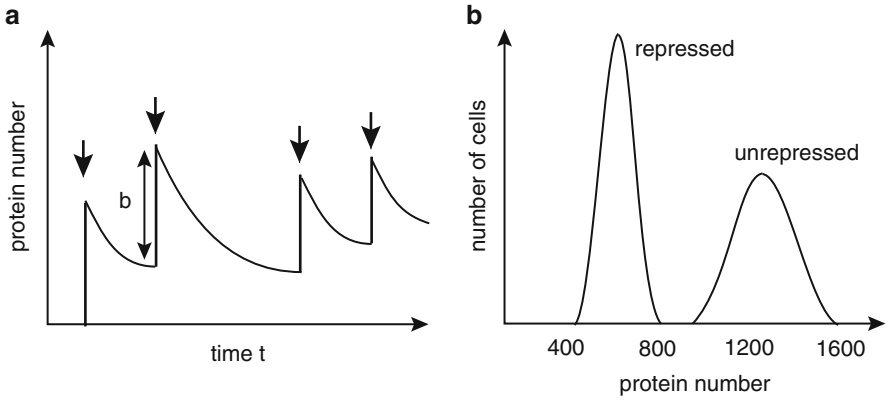 a
protein number
b
time t
b
number of cells
repressed
unrepressed
400 800 1200 1600
protein number